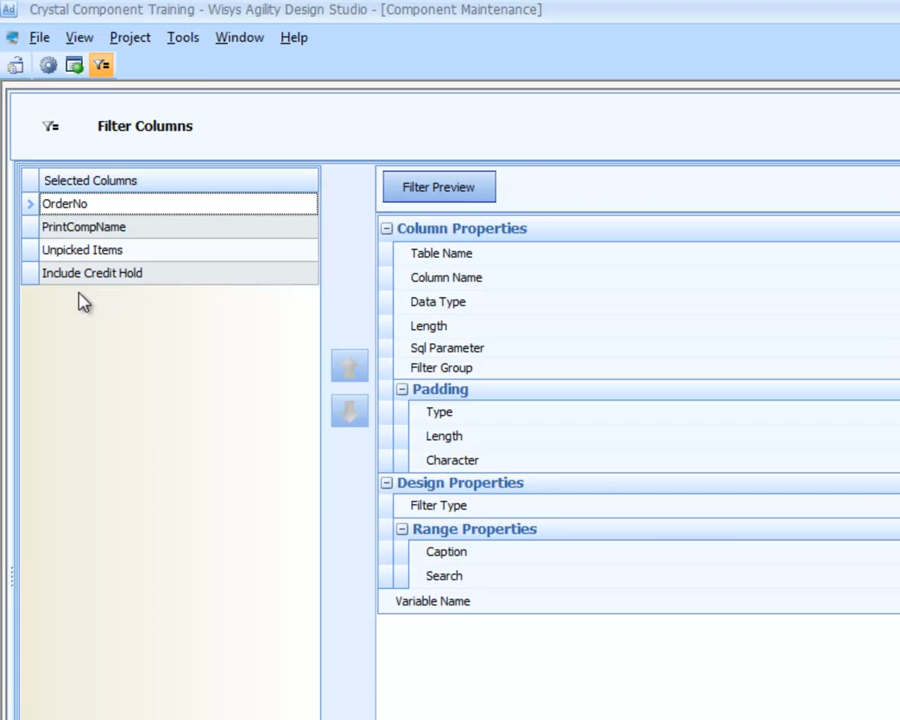 Ad Crystal Component Training - Wisys Agility Design Studio - [Component Maintenance]
File View Project Tools Window Help
Filter Columns
Selected Columns
OrderNo
PrintCompName
Unpicked Items
Include Credit Hold
Filter Preview
Column Properties
Table Name
Column Name
Data Type
Length
Sql Parameter
Filter Group
Padding
Type
Length
Character
Design Properties
Filter Type
Range Properties
Caption
Search
Variable Name